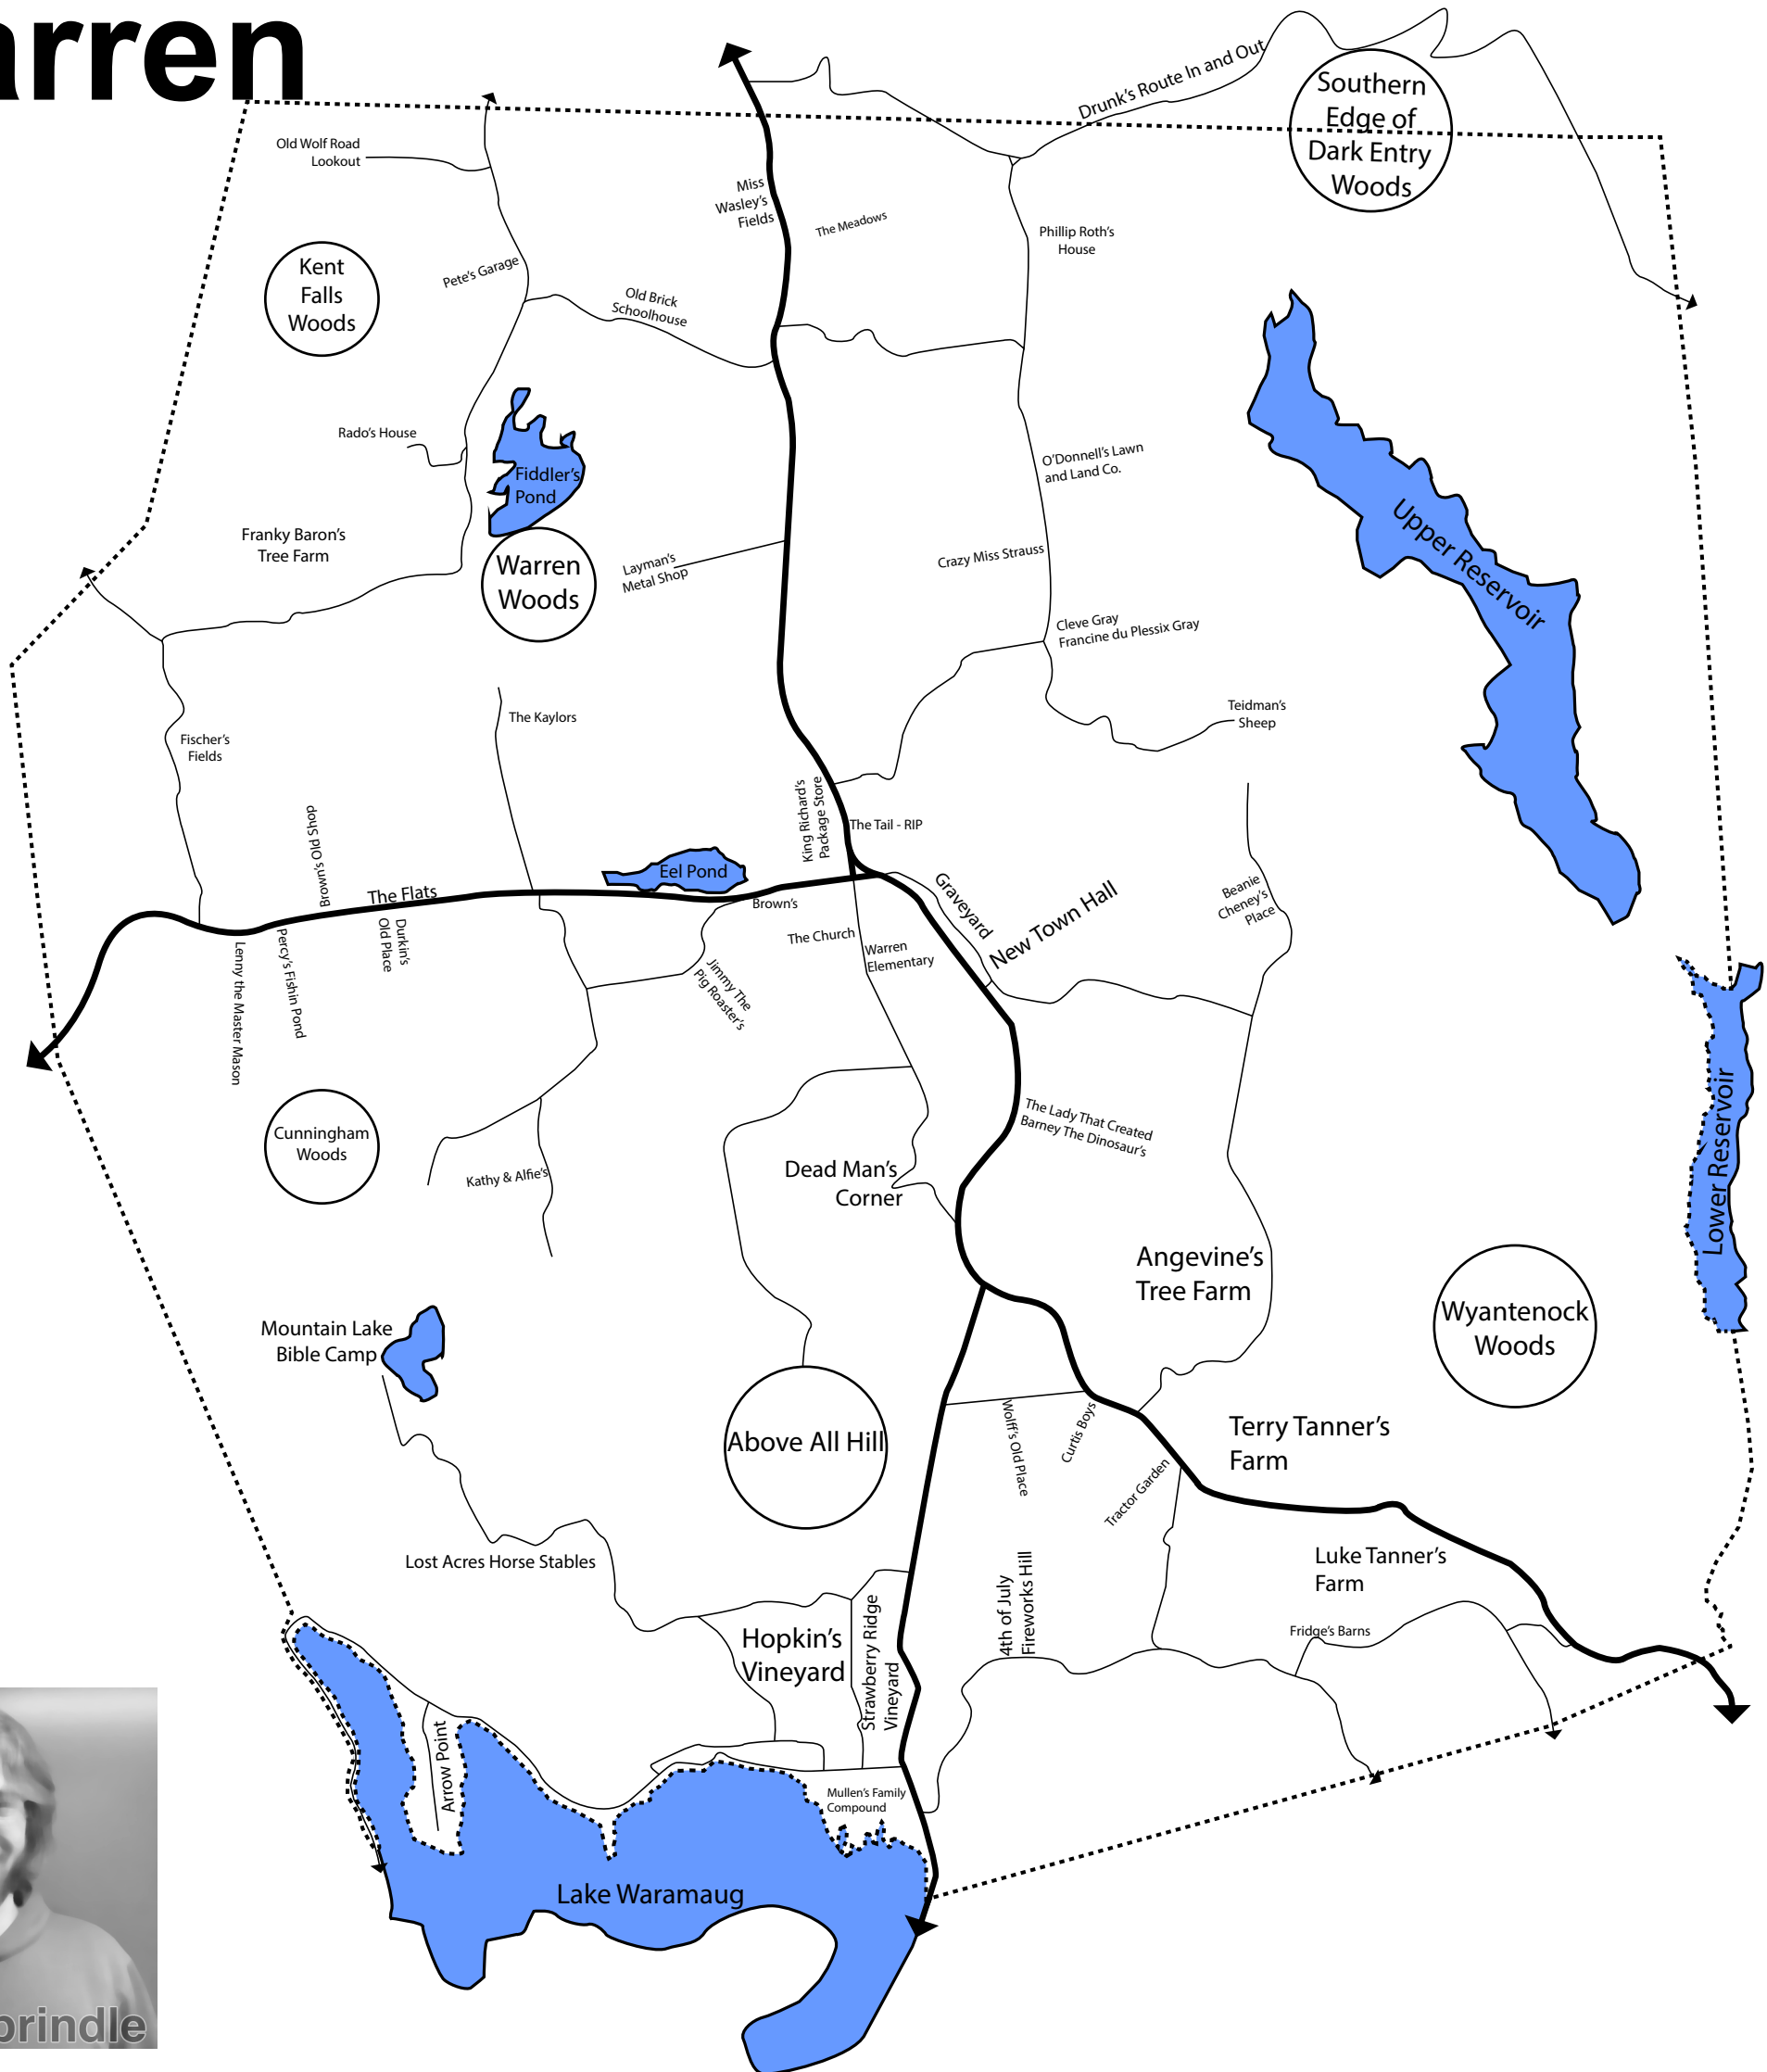 arren
Drunk's Route In and Out
Southern
Edge of
Dark Entry
Woods
Old Wolf Road
Lookout
Miss
Wasley's
Fields
The Meadows
Phillip Roth's
House
Kent
Falls
Woods
Pete's Garage
Old Brick
Schoolhouse
Rado's House
Fiddler's
Pond
O'Donnell's Lawn
and Land Co.
Upper Reservoir
Franky Baron's
Tree Farm
Warren
Woods
Layman's
Metal Shop
Crazy Miss Strauss
Cleve Gray
Francine du Plessix Gray
Teidman's
Sheep
The Kaylors
Fischer's
Fields
King Richard's
Package Store
The Tail - RIP
Brown's Old Shop
The Flats
Eel Pond
Brown's
Graveyard
New Town Hall
Beanie
Cheney's
Place
Durkin's
Old Place
Percy's Fishin Pond
Lenny the Master Mason
The Church
Warren
Elementary
Jimmy The
Pig Roaster's
Lower Reservoir
Cunningham
Woods
The Lady That Created
Barney The Dinosaur's
Kathy & Alfie's
Dead Man's
Corner
Angevine's
Tree Farm
Wyantenock
Woods
Mountain Lake
Bible Camp
Above All Hill
Wolff's Old Place
Curtis Boys
Tractor Garden
Terry Tanner's
Farm
Lost Acres Horse Stables
Luke Tanner's
Farm
4th of July
Fireworks Hill
Fridge's Barns
Hopkin's
Vineyard
Strawberry Ridge
Vineyard
Arrow Point
Mullen's Family
Compound
Lake Waramaug
brindle